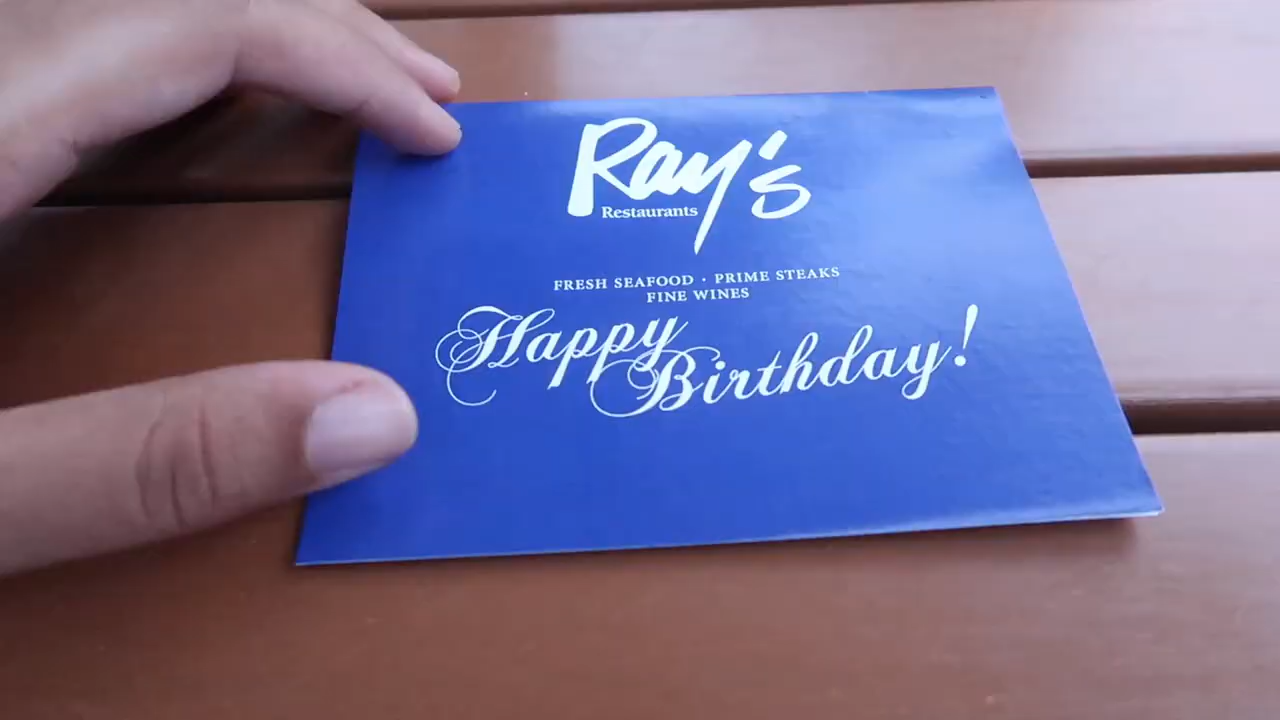 Ray's
Restaurants
FRESH SEAFOOD · PRIME STEAKS
FINE WINES
Happy
Birthday!